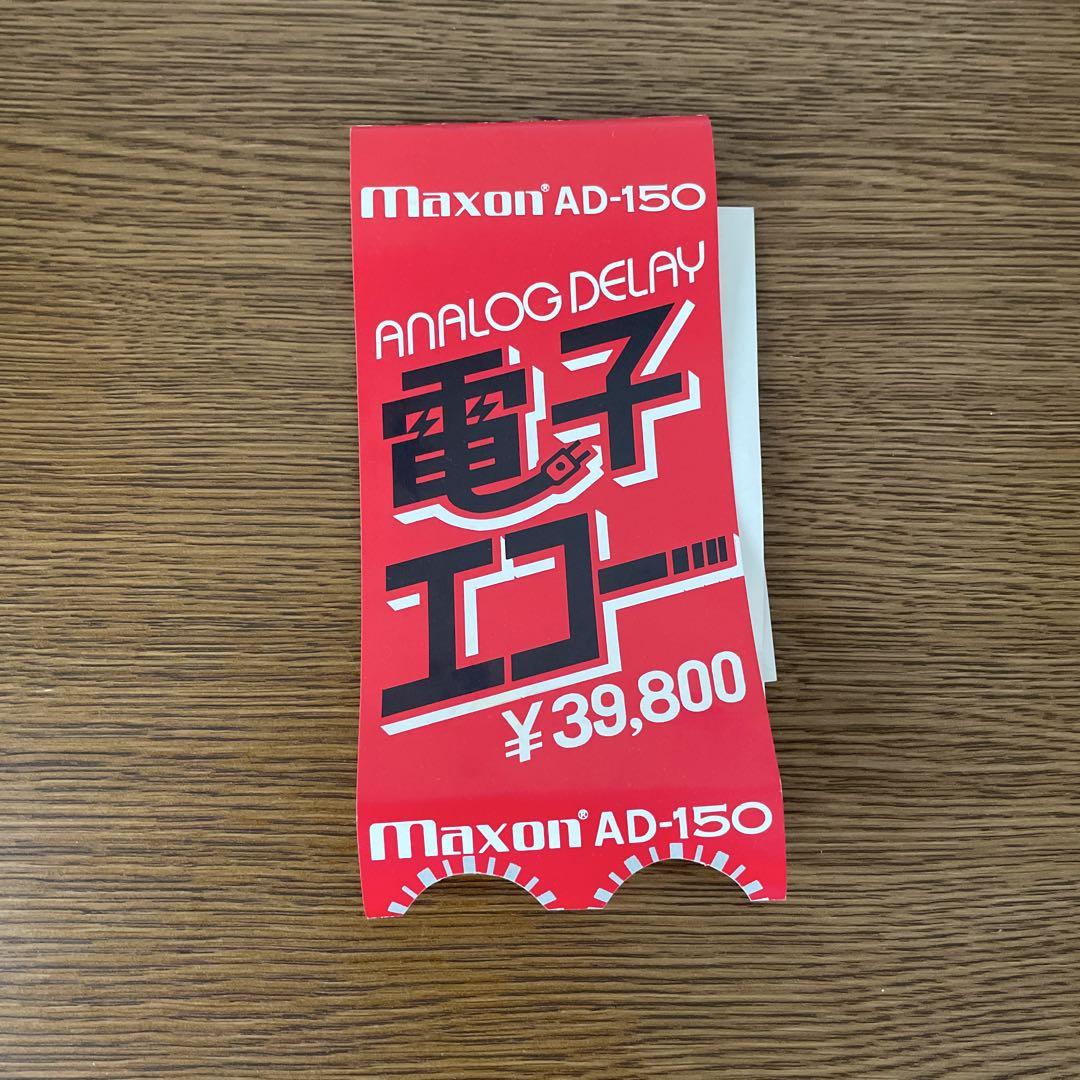 maxon® AD-150
ANALOG DELAY
電子
エコー
¥39,800
maxon® AD-150